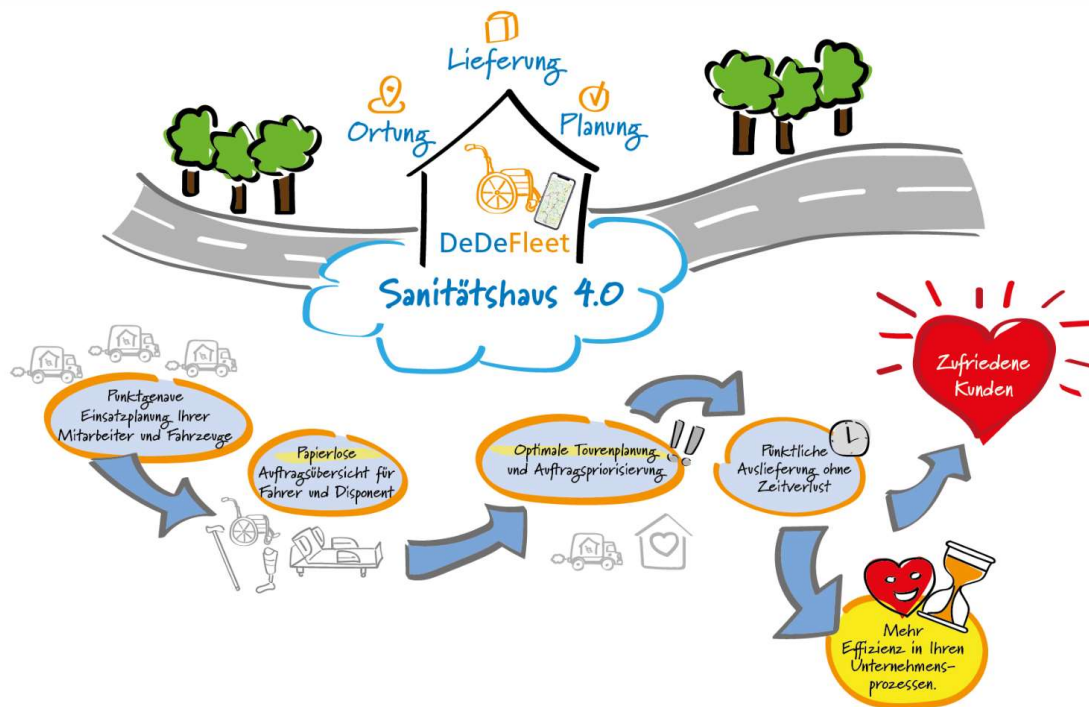 Lieferung
Ortung
Planung
DeDeFleet
Sanitätshaus 4.0
Punktgenaue
Einsatzplanung Ihrer
Mitarbeiter und Fahrzeuge
Papierlose
Auftragsübersicht für
Fahrer und Disponent
Optimale Tourenplanung
und Auftragspriorisierung
!!
Pünktliche
Auslieferung ohne
Zeitverlust
Zufriedene
Kunden
Mehr
Effizienz in Ihren
Unternehmens-
prozessen.